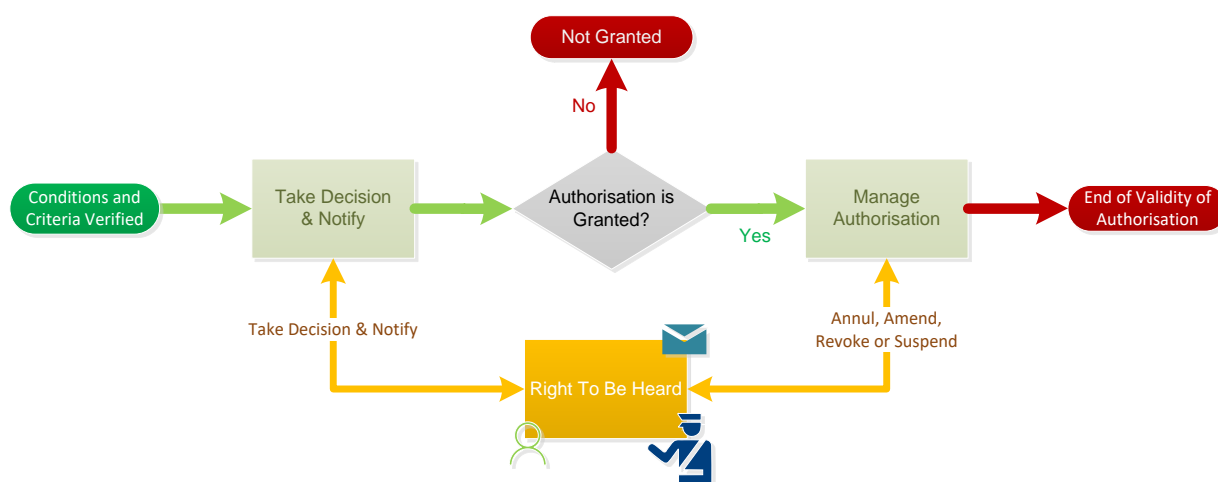 Not Granted
No
Conditions and
Criteria Verified
Take Decision
& Notify
Authorisation is
Granted?
Yes
Manage
Authorisation
End of Validity of
Authorisation
Take Decision & Notify
Annul, Amend,
Revoke or Suspend
Right To Be Heard